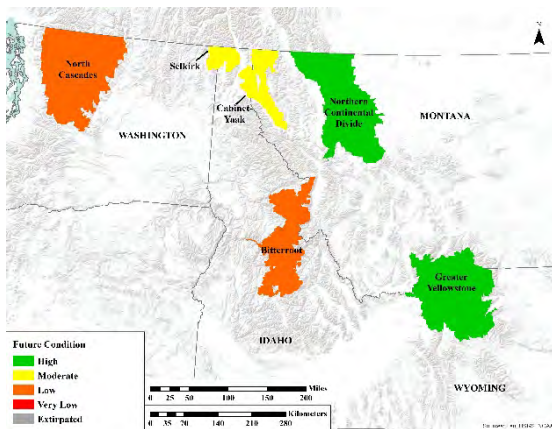 N
North
Cascades
Selkirk
Cabinet-
Yaak
Northern
Continental
Divide
MONTANA
WASHINGTON
Bitterroot
Greater
Yellowstone
IDAHO
WYOMING
Future Condition
High
Moderate
Low
Very Low
Extirpated
Miles
0 25 50 100 150 200
Kilometers
0 35 70 140 210 280